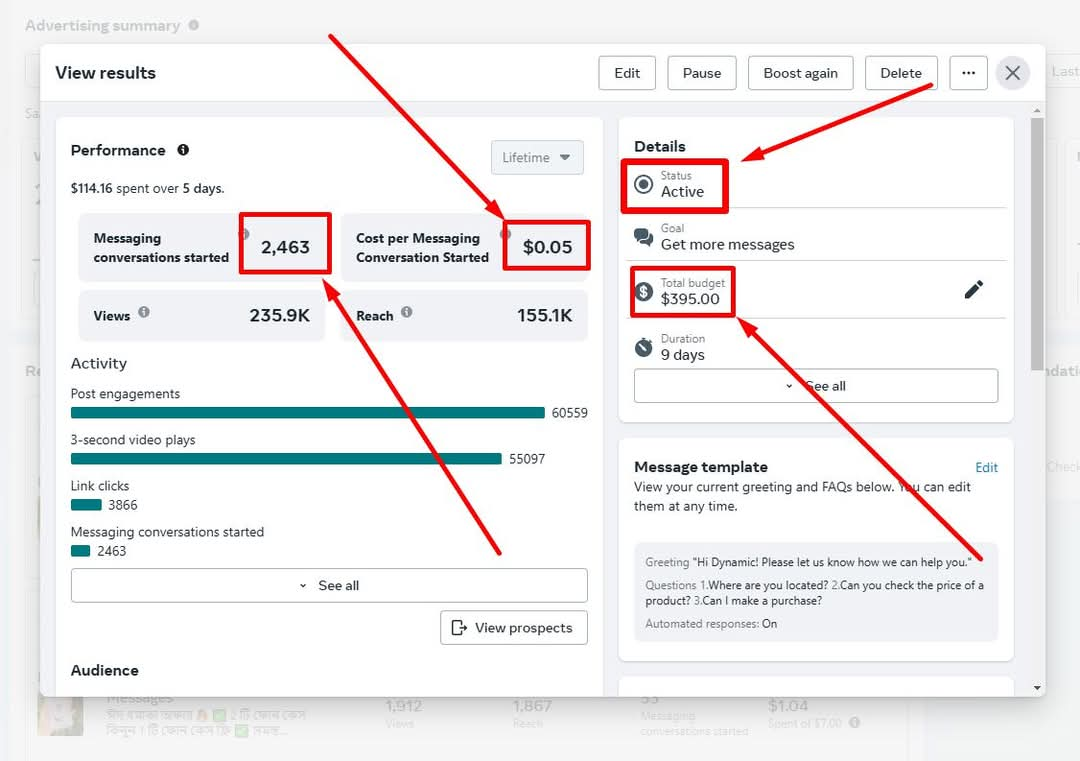 Advertising summary
Last
View results
Edit
Pause
Boost again
Delete
Performance
Lifetime
$114.16 spent over 5 days.
Messaging
conversations started
2,463
Cost per Messaging
Conversation Started
$0.05
Views
235.9K
Reach
155.1K
Activity
Post engagements
60559
3-second video plays
55097
Link clicks
3866
Messaging conversations started
2463
See all
View prospects
Audience
Details
Status
Active
Goal
Get more messages
Total budget
$395.00
Duration
9 days
See all
Message template
Edit
View your current greeting and FAQs below. You can edit
them at any time.
Greeting "Hi Dynamic! Please let us know how we can help you."
Questions 1.Where are you located? 2.Can you check the price of a
product? 3.Can I make a purchase?
Automated responses: On
Messages
কিনুন 1 টি ফোন কেস ফ্রি ✅
1,912
Views
1,867
Reach
Messaging
conversations started
$1.04
Spent of $7.00